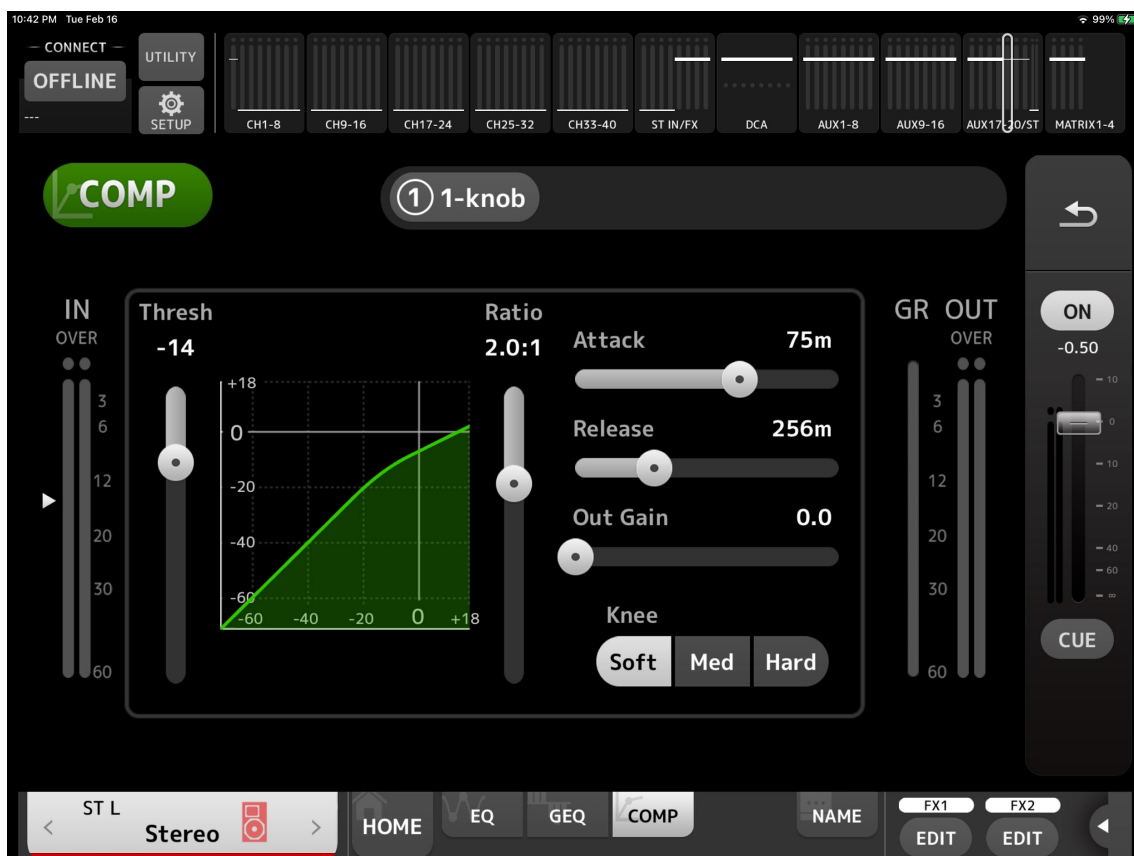 10:42 PM Tue Feb 16
99%
CONNECT
UTILITY
OFFLINE
---
SETUP
CH1-8 CH9-16 CH17-24 CH25-32 CH33-40 ST IN/FX DCA AUX1-8 AUX9-16 AUX17-20/ST MATRIX1-4
COMP
1 1-knob
IN
OVER
3
6
12
20
30
60
Thresh
-14
+18
0
-20
-40
-60
-60 -40 -20 0 +18
Ratio
2.0:1
Attack 75m
Release 256m
Out Gain 0.0
Knee
Soft Med Hard
GR OUT
OVER
3
6
12
20
30
60
ON
-0.50
10
0
10
20
40
60
∞
CUE
ST L
< Stereo >
HOME
EQ
GEQ
COMP
NAME
FX1 FX2
EDIT EDIT